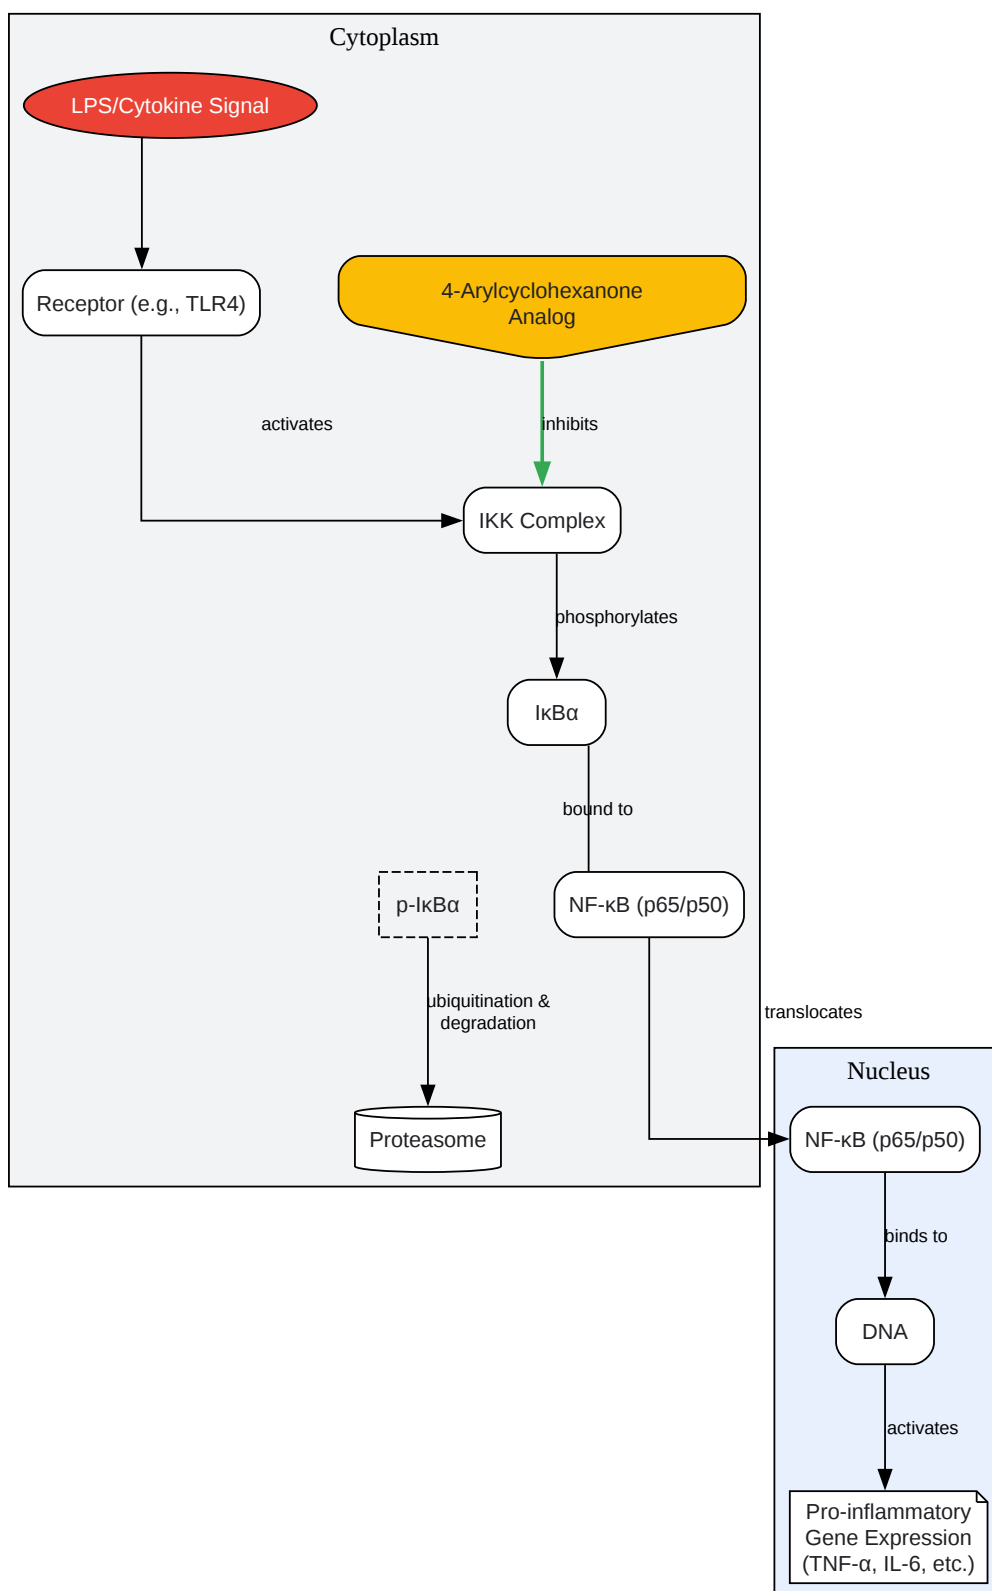 Cytoplasm
LPS/Cytokine Signal
Receptor (e.g., TLR4)
4-Arylcyclohexanone
Analog
activates
inhibits
IKK Complex
phosphorylates
IκBα
bound to
p-IκBα
NF-κB (p65/p50)
ubiquitination &
degradation
translocates
Nucleus
Proteasome
NF-κB (p65/p50)
binds to
DNA
activates
Pro-inflammatory
Gene Expression
(TNF-α, IL-6, etc.)